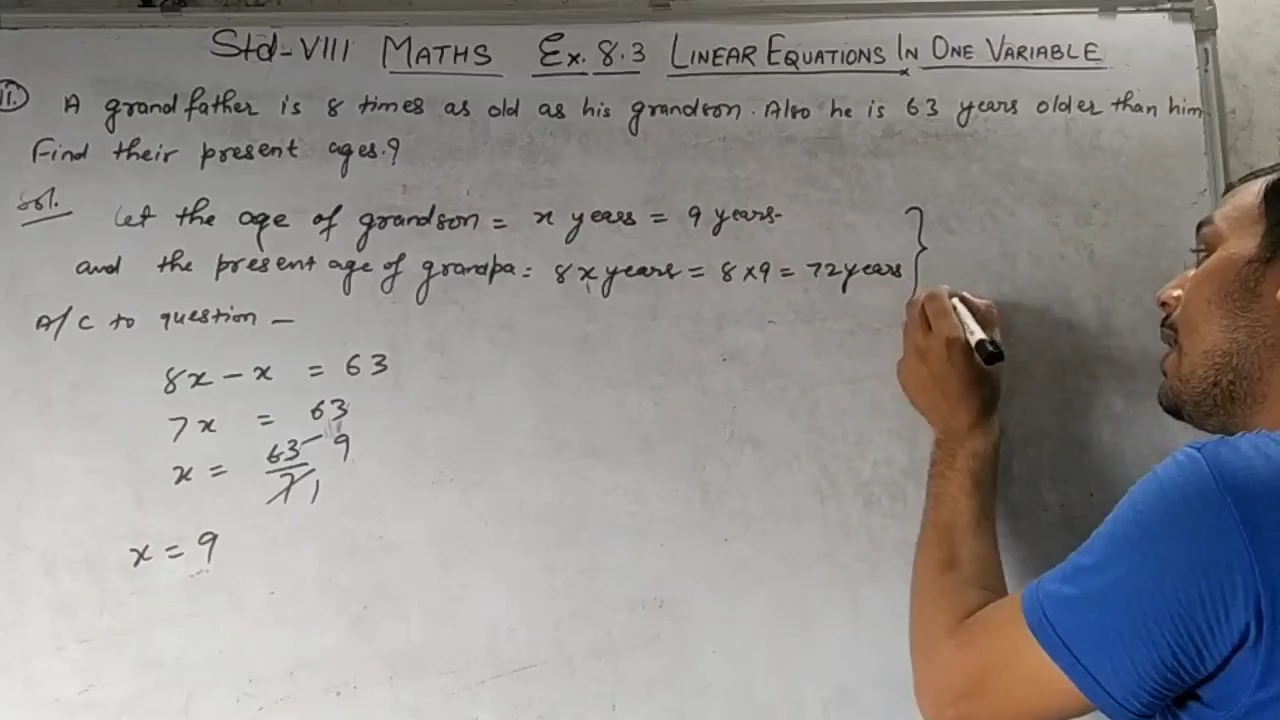 Std-VIII MATHS Ex. 8.3 LINEAR EQUATIONS IN ONE VARIABLE
11. A grandfather is 8 times as old as his grandson. Also he is 63 years older than him
Find their present ages.?
Sol. Let the age of grandson = x years = 9 years
and the present age of grandpa = 8x years = 8 × 9 = 72 years
A/C to question –
8x – x = 63
7x = 63
x = 63/7 9 1
x = 9